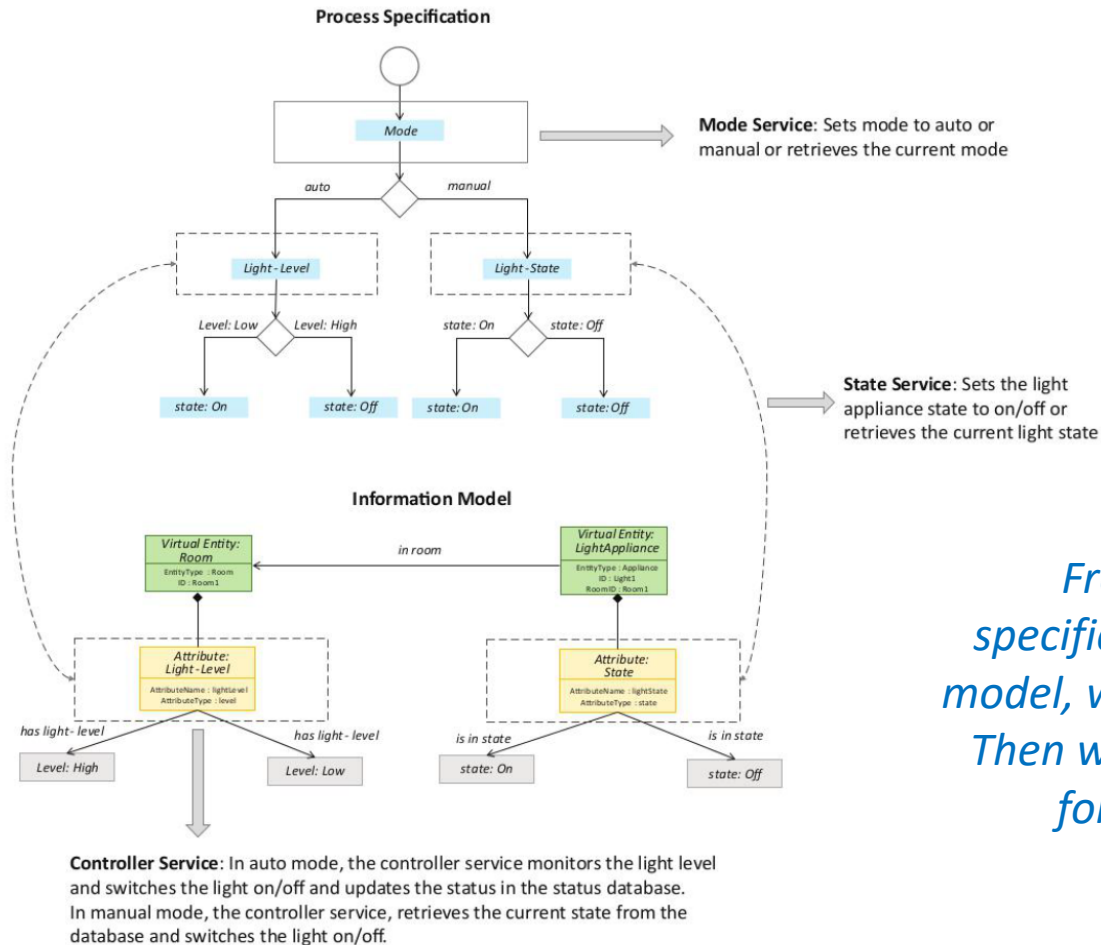 Process Specification
Mode
Mode Service: Sets mode to auto or
manual or retrieves the current mode
auto
manual
Light-Level
Light-State
Level: Low
Level: High
state: On
state: Off
state: On
state: Off
state: On
state: Off
State Service: Sets the light
appliance state to on/off or
retrieves the current light state
Information Model
Virtual Entity:
Room
EntityType : Room
ID : Room1
in room
Virtual Entity:
LightAppliance
EntityType : Appliance
ID : Light1
RoomID : Room1
Fr
specific
model, v
Then w
for
Attribute:
Light-Level
AttributeName : lightLevel
AttributeType : level
Attribute:
State
AttributeName : lightState
AttributeType : state
has light- level
has light- level
is in state
is in state
Level: High
Level: Low
state: On
state: Off
Controller Service: In auto mode, the controller service monitors the light level
and switches the light on/off and updates the status in the status database.
In manual mode, the controller service, retrieves the current state from the
database and switches the light on/off.